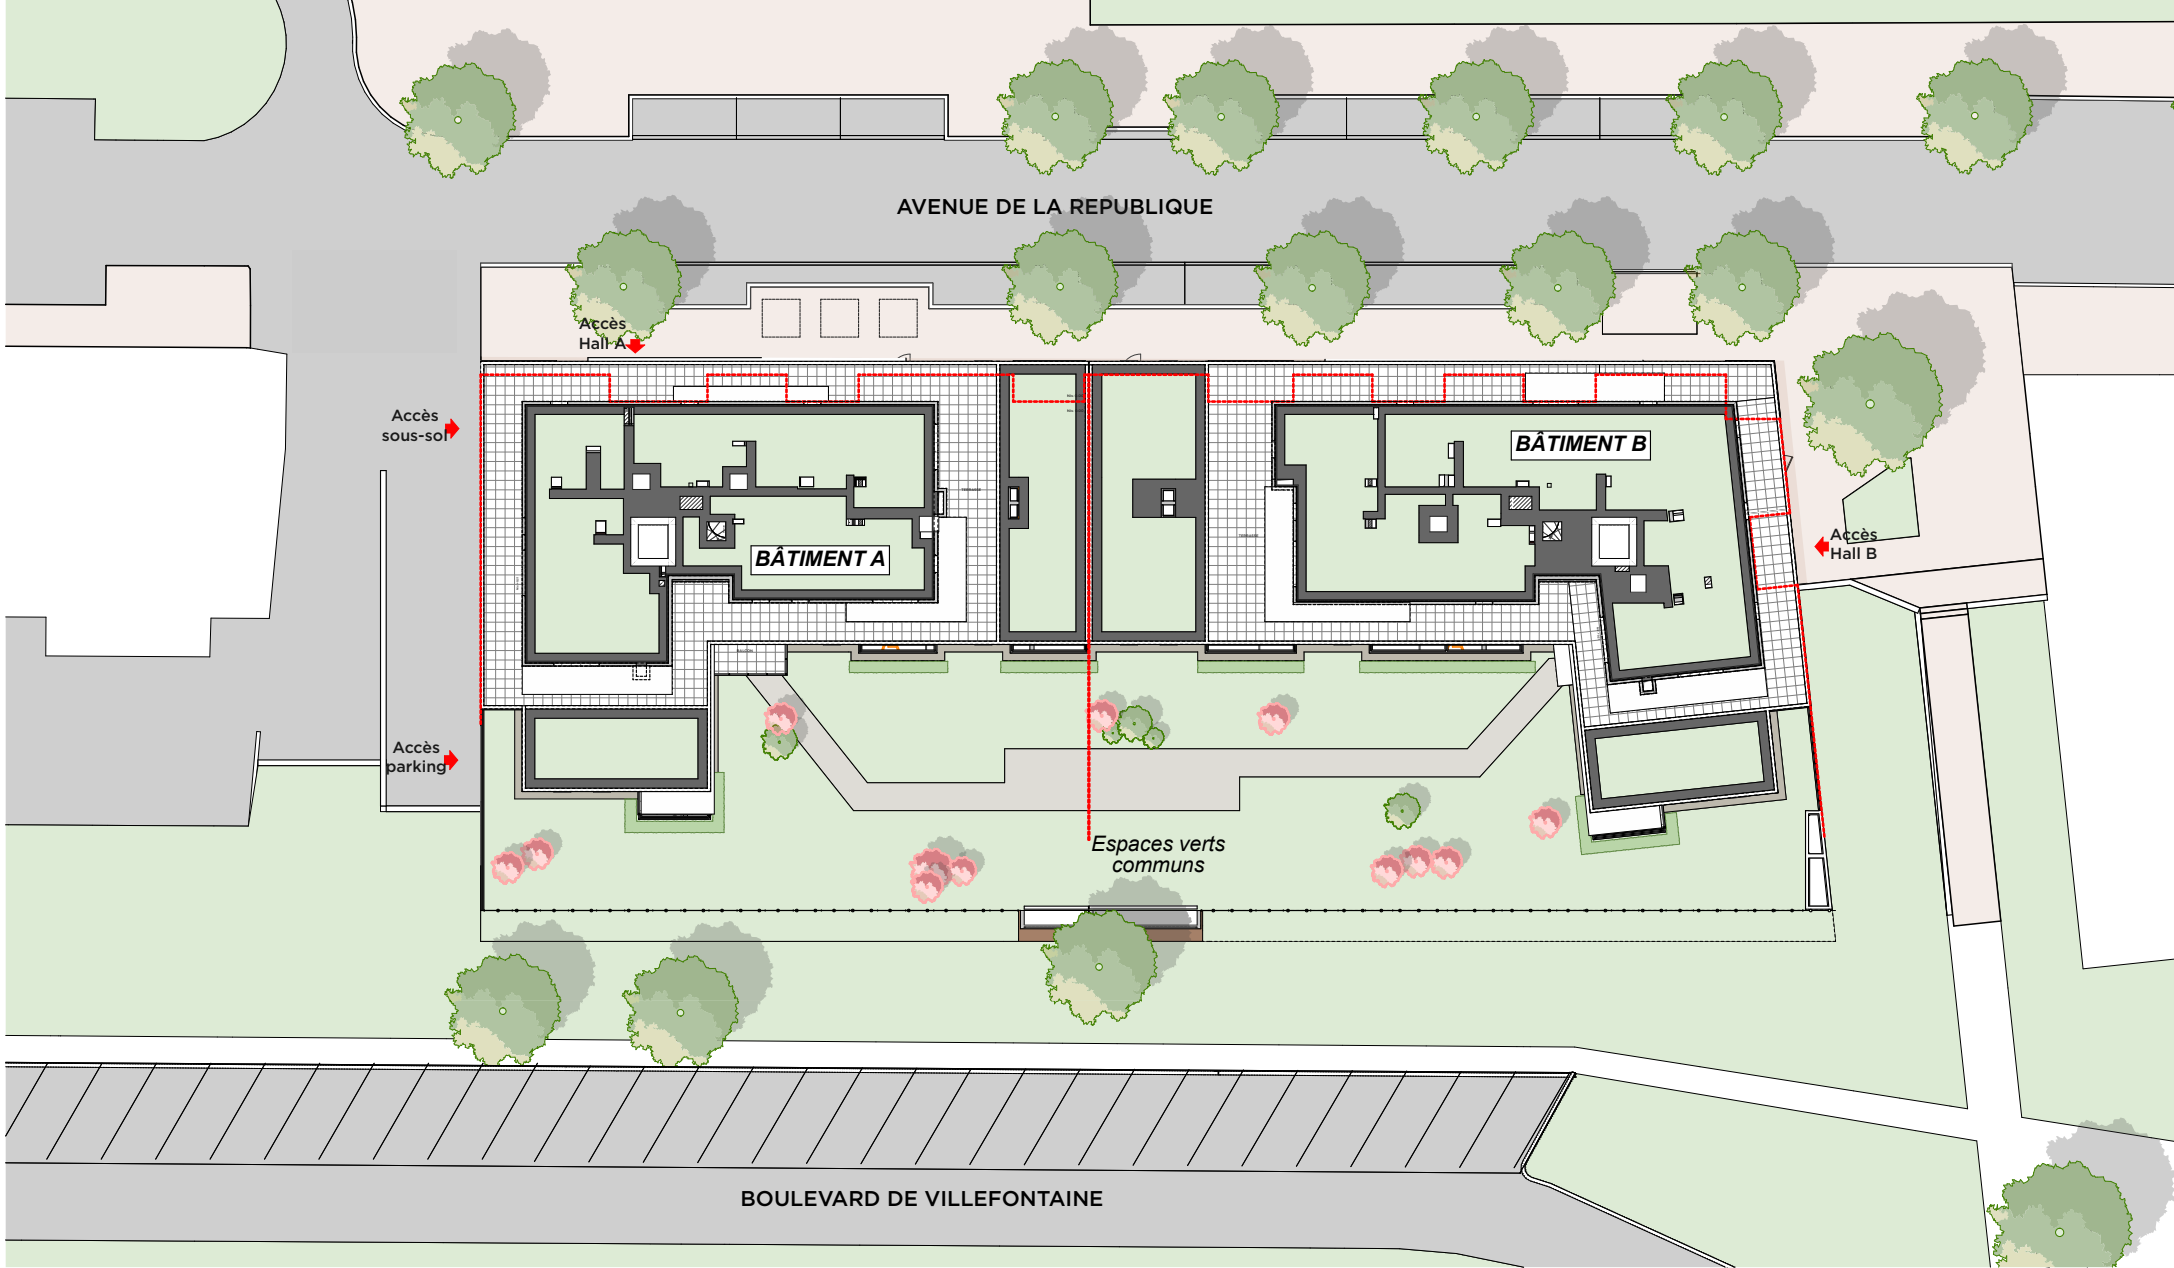 AVENUE DE LA REPUBLIQUE
Accès
Hall A
Accès
sous-sol
BÂTIMENT B
BÂTIMENT A
Accès
Hall B
Accès
parking
Espaces verts
communs
BOULEVARD DE VILLEFONTAINE